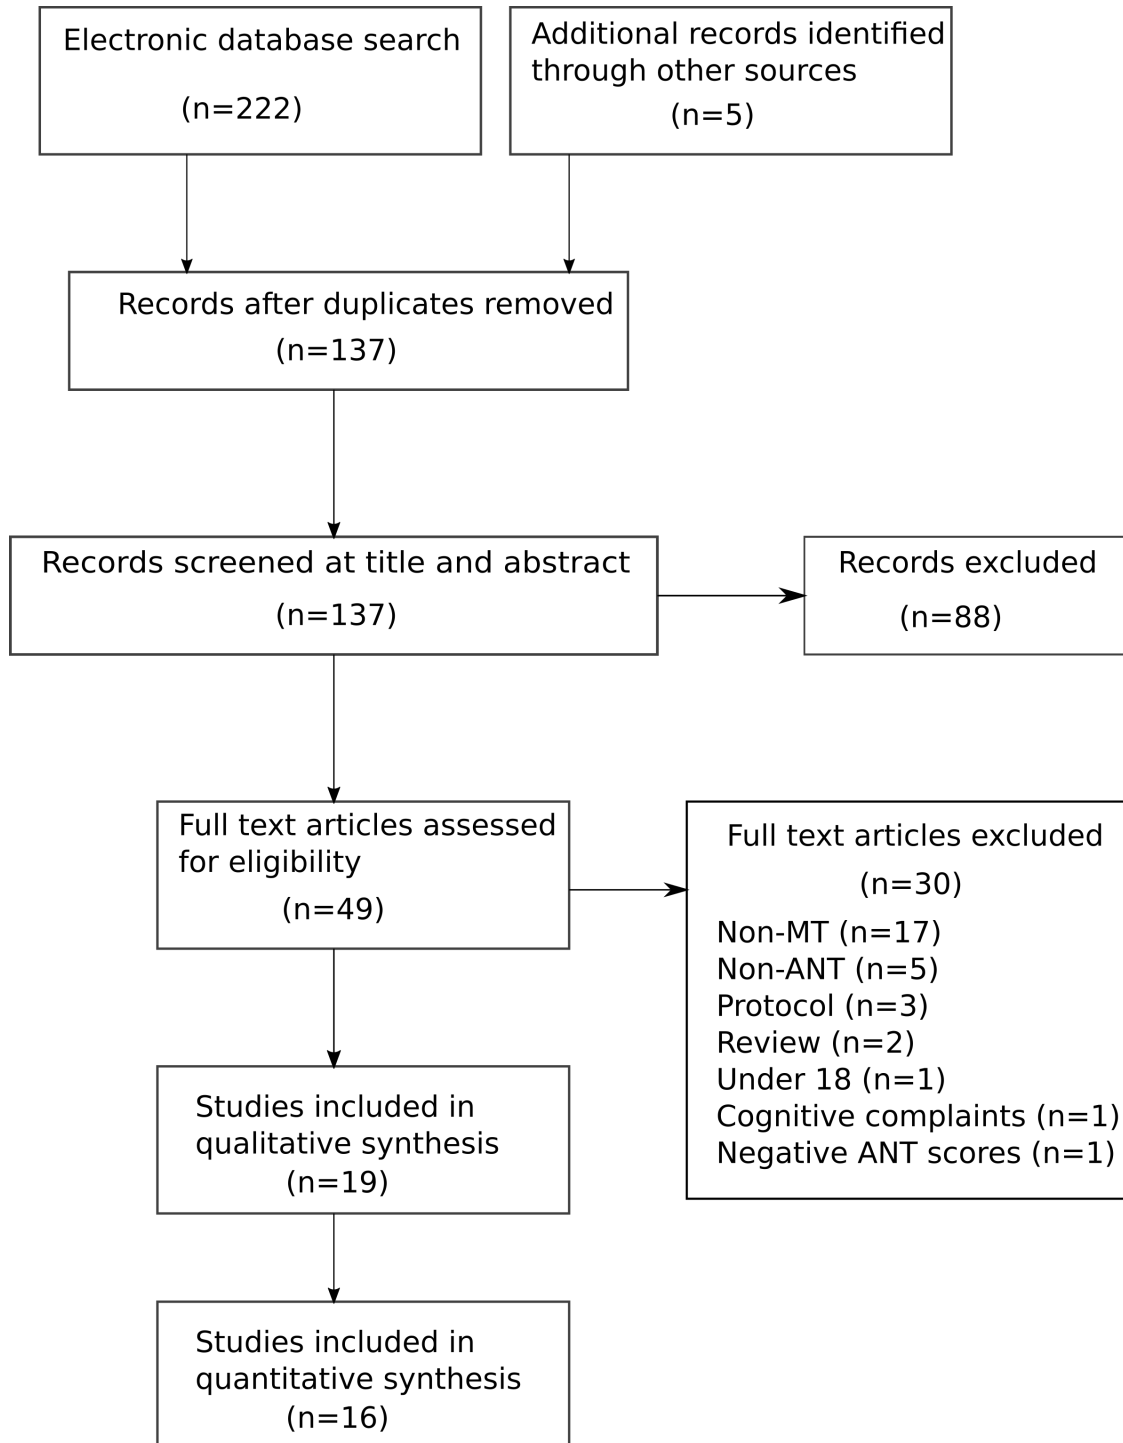 Electronic database search
(n=222)
Additional records identified
through other sources
(n=5)
Records after duplicates removed
(n=137)
Records screened at title and abstract
(n=137)
Records excluded
(n=88)
Full text articles assessed
for eligibility
(n=49)
Full text articles excluded
(n=30)
Non-MT (n=17)
Non-ANT (n=5)
Protocol (n=3)
Review (n=2)
Under 18 (n=1)
Cognitive complaints (n=1)
Negative ANT scores (n=1)
Studies included in
qualitative synthesis
(n=19)
Studies included in
quantitative synthesis
(n=16)